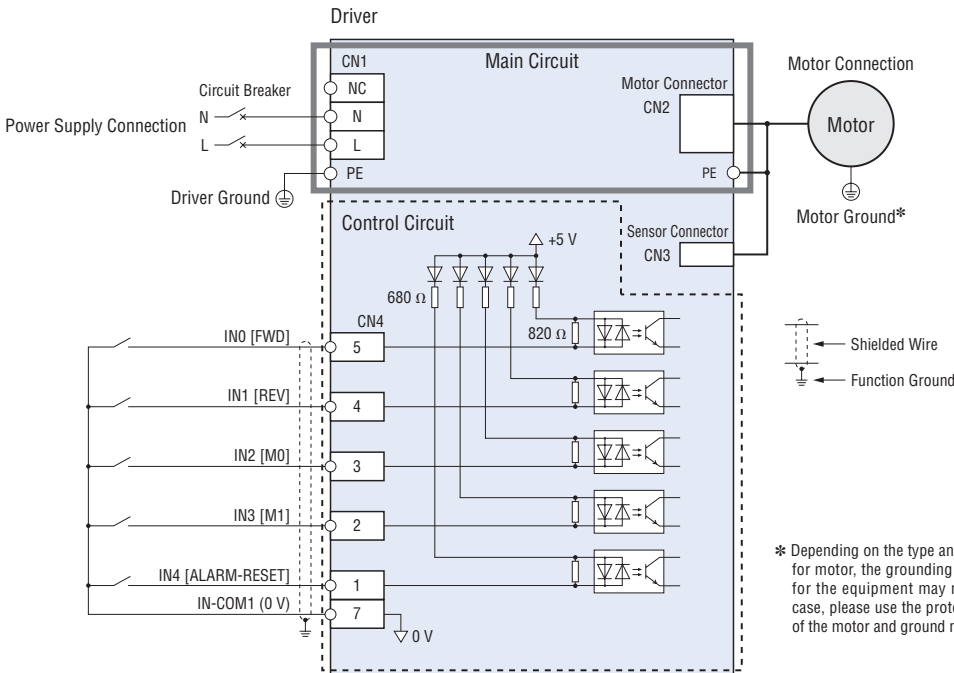 Driver
CN1
Main Circuit
NC
Motor Connector
CN2
Motor Connection
Circuit Breaker
N
N
Power Supply Connection
L
L
Motor
PE
PE
Driver Ground
Motor Ground*
Control Circuit
+5 V
Sensor Connector
CN3
680 Ω
CN4
820 Ω
IN0 [FWD]
5
Shielded Wire
Function Ground
IN1 [REV]
4
IN2 [M0]
3
IN3 [M1]
2
IN4 [ALARM-RESET]
1
IN-COM1 (0 V)
7
0 V
* Depending on the type an
for motor, the grounding
for the equipment may
case, please use the
of the motor and ground